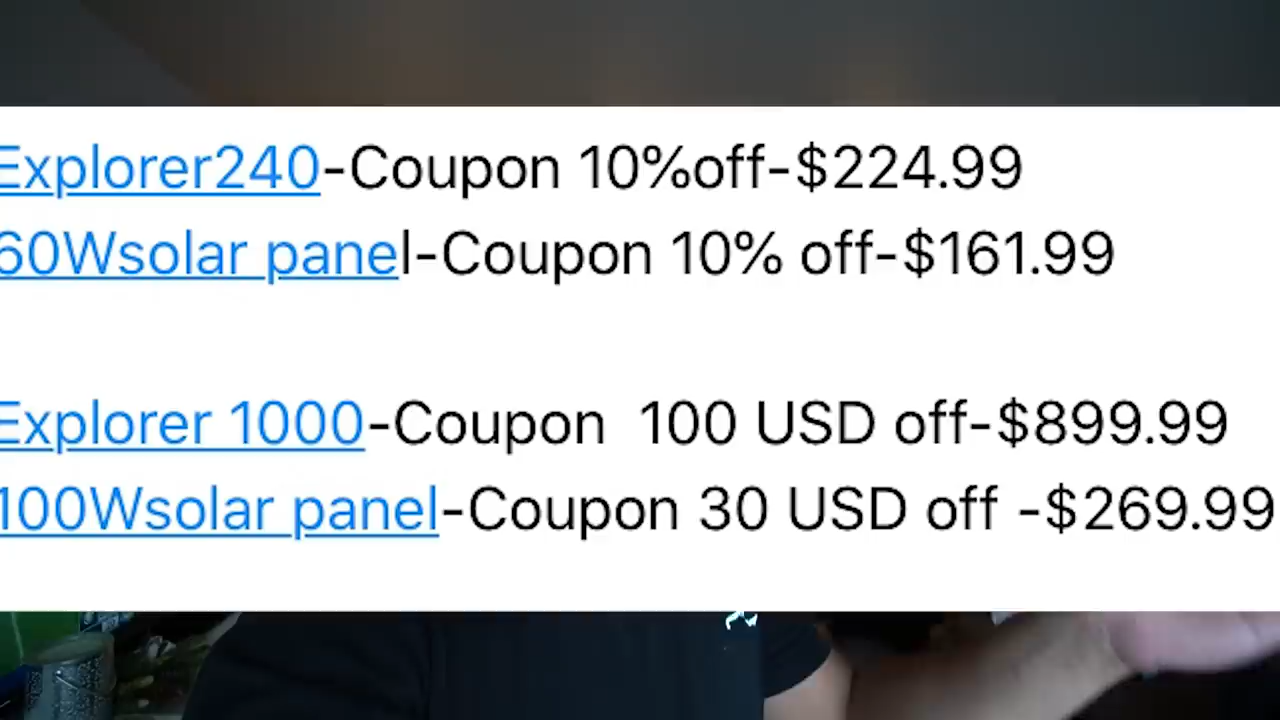 Explorer240-Coupon 10%off-$224.99
60Wsolar panel-Coupon 10% off-$161.99
Explorer 1000-Coupon  100 USD off-$899.99
100Wsolar panel-Coupon 30 USD off -$269.99